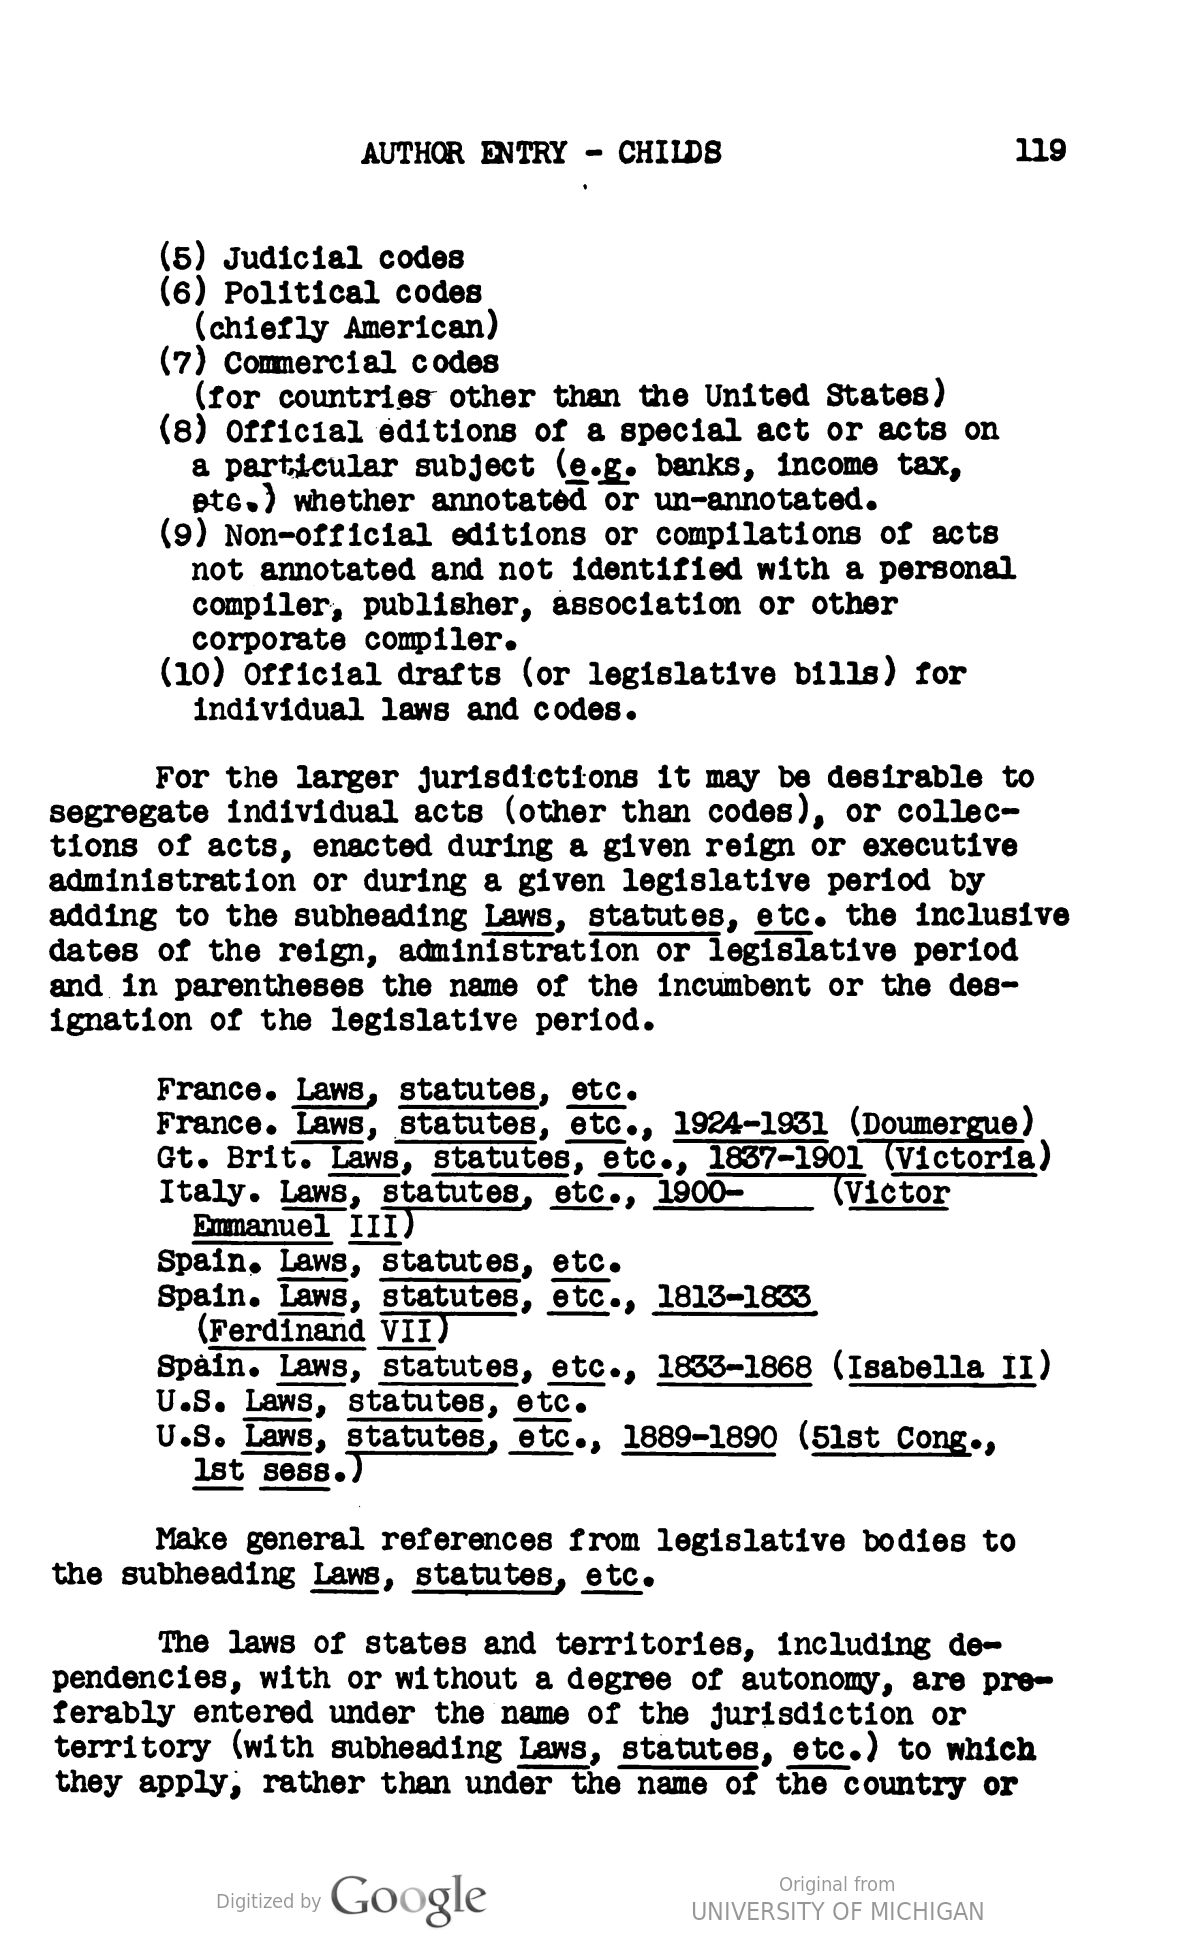 AUTHOR ENTRY - CHILDS 119
(5) Judicial codes
(6) Political codes
(chiefly American)
(7) Commercial codes
(for countries other than the United States)
(8) Official editions of a special act or acts on
a particular subject (e.g. banks, income tax,
etc.) whether annotated or un-annotated.
(9) Non-official editions or compilations of acts
not annotated and not identified with a personal
compiler, publisher, association or other
corporate compiler.
(10) Official drafts (or legislative bills) for
individual laws and codes.
For the larger jurisdictions it may be desirable to
segregate individual acts (other than codes), or collec-
tions of acts, enacted during a given reign or executive
administration or during a given legislative period by
adding to the subheading Laws, statutes, etc. the inclusive
dates of the reign, administration or legislative period
and in parentheses the name of the incumbent or the des-
ignation of the legislative period.
France. Laws, statutes, etc.
France. Laws, statutes, etc., 1924-1931 (Doumergue)
Gt. Brit. Laws, statutes, etc., 1837-1901 (Victoria)
Italy. Laws, statutes, etc., 1900- (Victor
Emmanuel III)
Spain. Laws, statutes, etc.
Spain. Laws, statutes, etc., 1813-1833
(Ferdinand VII)
Spain. Laws, statutes, etc., 1833-1868 (Isabella II)
U.S. Laws, statutes, etc.
U.S. Laws, statutes, etc., 1889-1890 (51st Cong.,
1st sess.)
Make general references from legislative bodies to
the subheading Laws, statutes, etc.
The laws of states and territories, including de-
pendencies, with or without a degree of autonomy, are pre-
ferably entered under the name of the jurisdiction or
territory (with subheading Laws, statutes, etc.) to which
they apply, rather than under the name of the country or
Digitized by Google
Original from
UNIVERSITY OF MICHIGAN